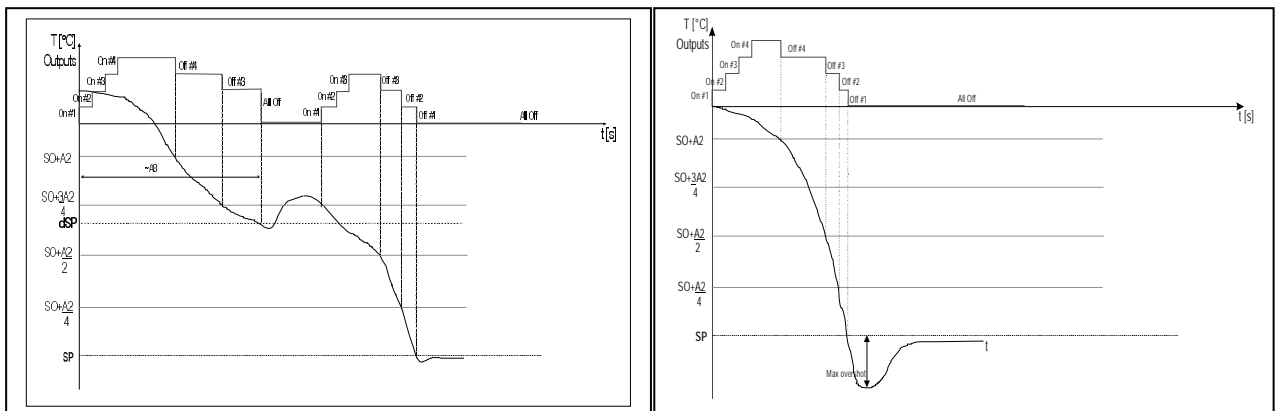 T [°C]
Outputs
On #4
Off #4
On #3
Off #3
On #3
Off #3
On #2
All Off
On #2
Off #2
On #1
On #1
Off #1
All Off
t [s]
SO+A2
~A3
SO+3A2
4
dSP
SO+A2
2
SO+A2
4
SP
T [°C]
Outputs
On #4
Off #4
On #3
Off #3
On #2
Off #2
On #1
Off #1
All Off
t [s]
SO+A2
SO+3A2
4
SO+A2
2
SO+A2
4
SP
t
Max overshot